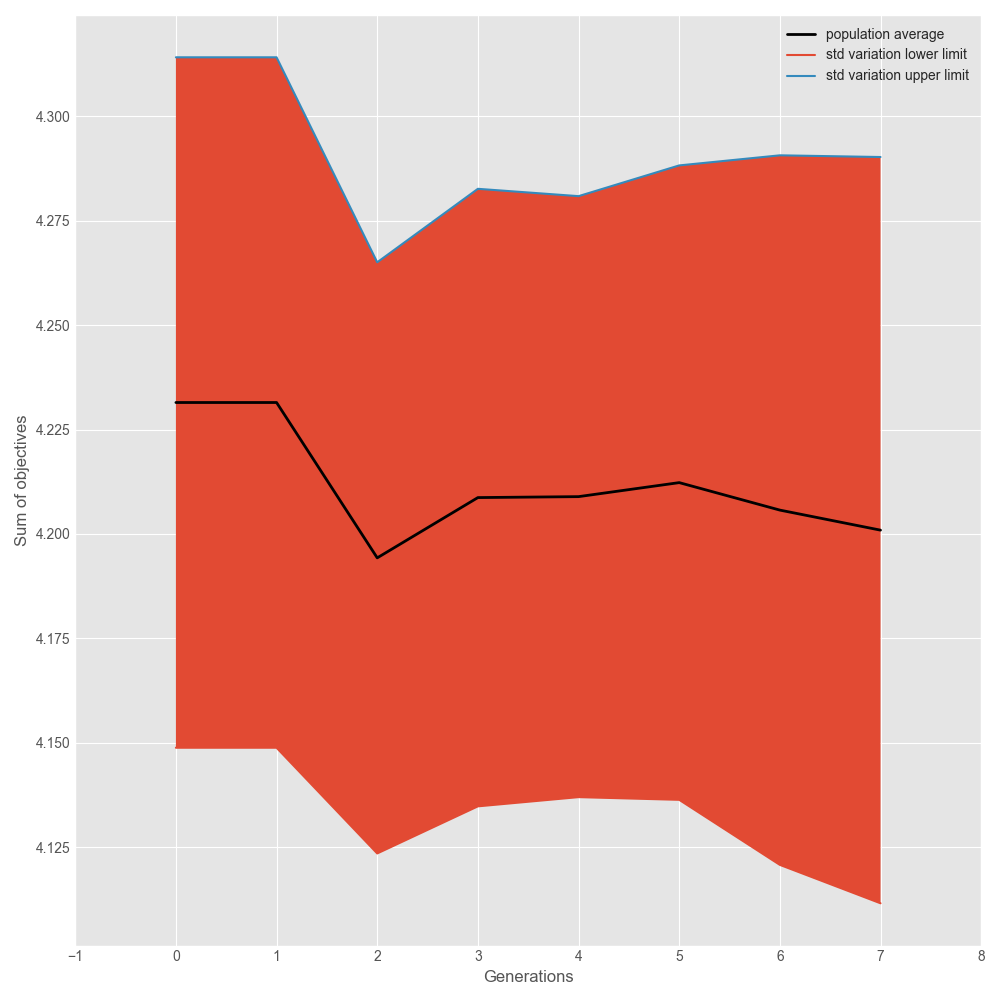 population average
std variation lower limit
std variation upper limit
4.300
4.275
4.250
4.225
4.200
4.175
4.150
4.125
Sum of objectives
−1 0 1 2 3 4 5 6 7 8
Generations